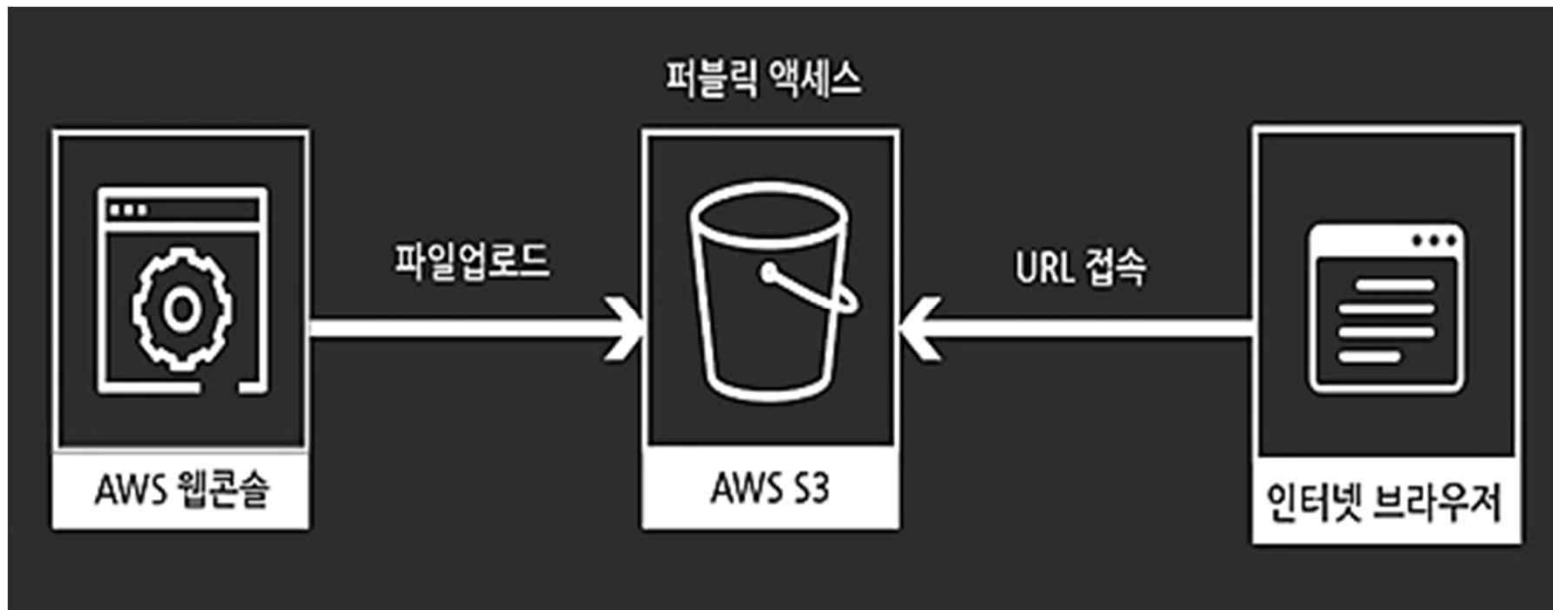 퍼블릭 액세스
파일업로드
URL 접속
AWS 웹콘솔
AWS S3
인터넷 브라우저